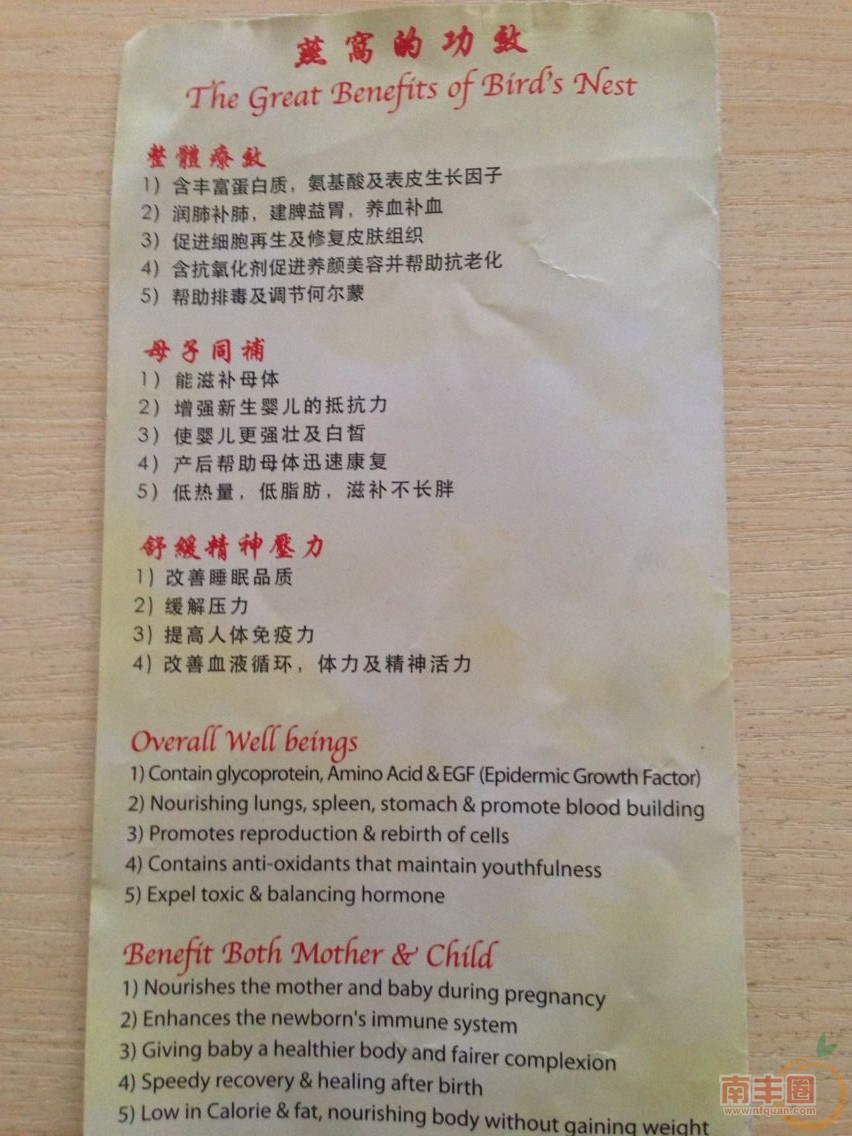 燕窩的功效
The Great Benefits of Bird's Nest
整體療效
1) 含丰富蛋白质，氨基酸及表皮生长因子
2) 润肺补肺，建脾益胃，养血补血
3) 促进细胞再生及修复皮肤组织
4) 含抗氧化剂促进养颜美容并帮助抗老化
5) 帮助排毒及调节何尔蒙
母子同補
1) 能滋补母体
2) 增强新生婴儿的抵抗力
3) 使婴儿更强壮及白皙
4) 产后帮助母体迅速康复
5) 低热量，低脂肪，滋补不长胖
舒緩精神壓力
1) 改善睡眠品质
2) 缓解压力
3) 提高人体免疫力
4) 改善血液循环，体力及精神活力
Overall Well beings
1) Contain glycoprotein, Amino Acid & EGF (Epidermic Growth Factor)
2) Nourishing lungs, spleen, stomach & promote blood building
3) Promotes reproduction & rebirth of cells
4) Contains anti-oxidants that maintain youthfulness
5) Expel toxic & balancing hormone
Benefit Both Mother & Child
1) Nourishes the mother and baby during pregnancy
2) Enhances the newborn's immune system
3) Giving baby a healthier body and fairer complexion
4) Speedy recovery & healing after birth
5) Low in Calorie & fat, nourishing body without gaining weight
南丰圈
www.nfquan.com